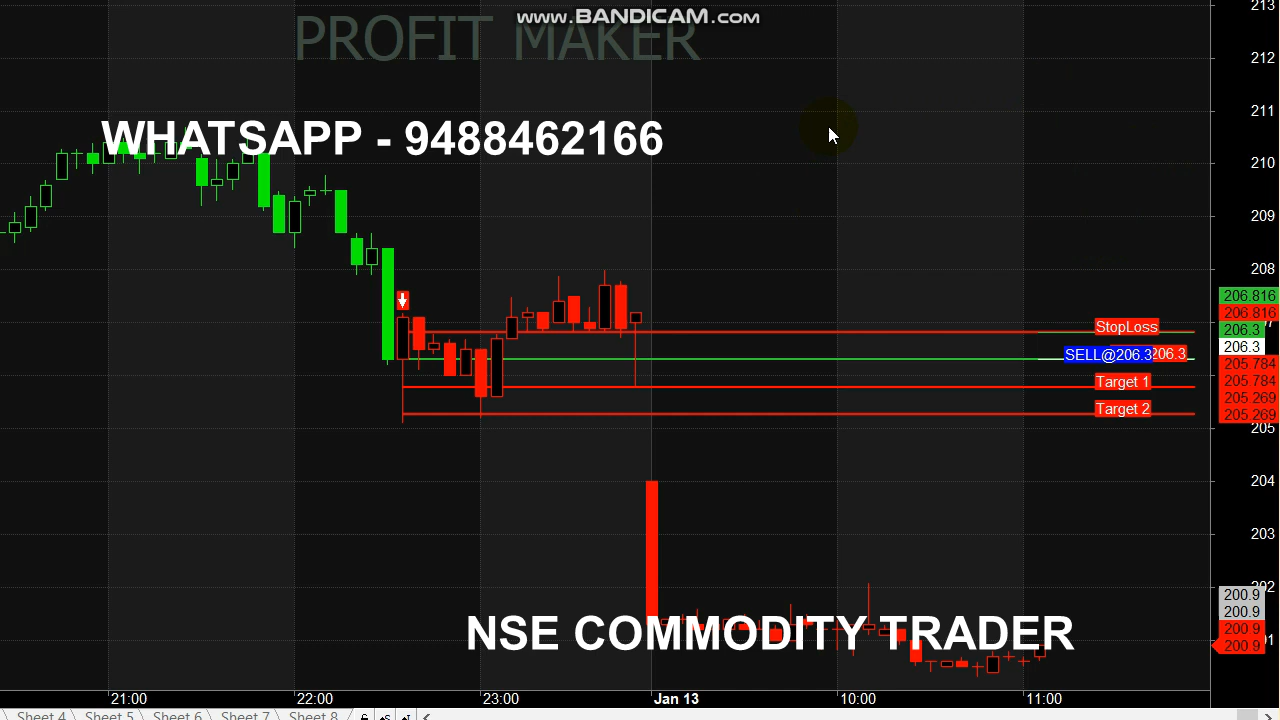 www.BANDICAM.com
PROFIT MAKER
WHATSAPP - 9488462166
213
212
211
210
209
208
206.816
206.816
206.3
206.3
StopLoss
SELL@206.3 206.3
205.784
Target 1
205.784
205.269
Target 2
205.269
205
204
203
200.9
200.9
200.9
200.9
NSE COMMODITY TRADER
21:00 22:00 23:00 Jan 13 10:00 11:00
Sheet 4 Sheet 5 Sheet 6 Sheet 7 Sheet 8